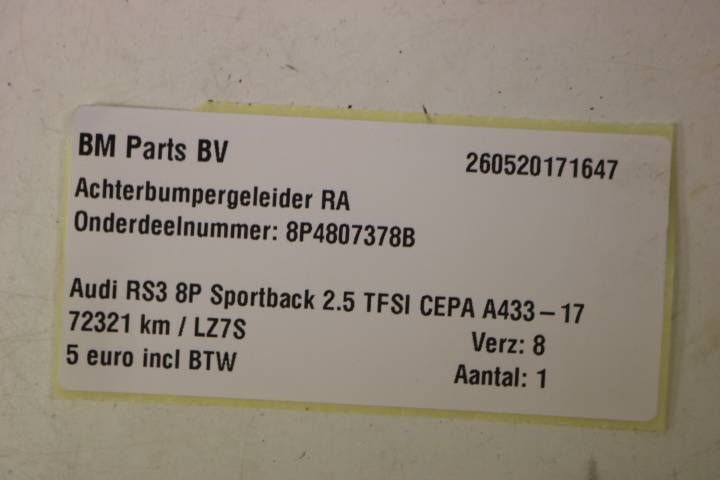 BM Parts BV 260520171647
Achterbumpergeleider RA
Onderdeelnummer: 8P4807378B
Audi RS3 8P Sportback 2.5 TFSI CEPA A433-17
72321 km / LZ7S Verz: 8
5 euro incl BTW Aantal: 1